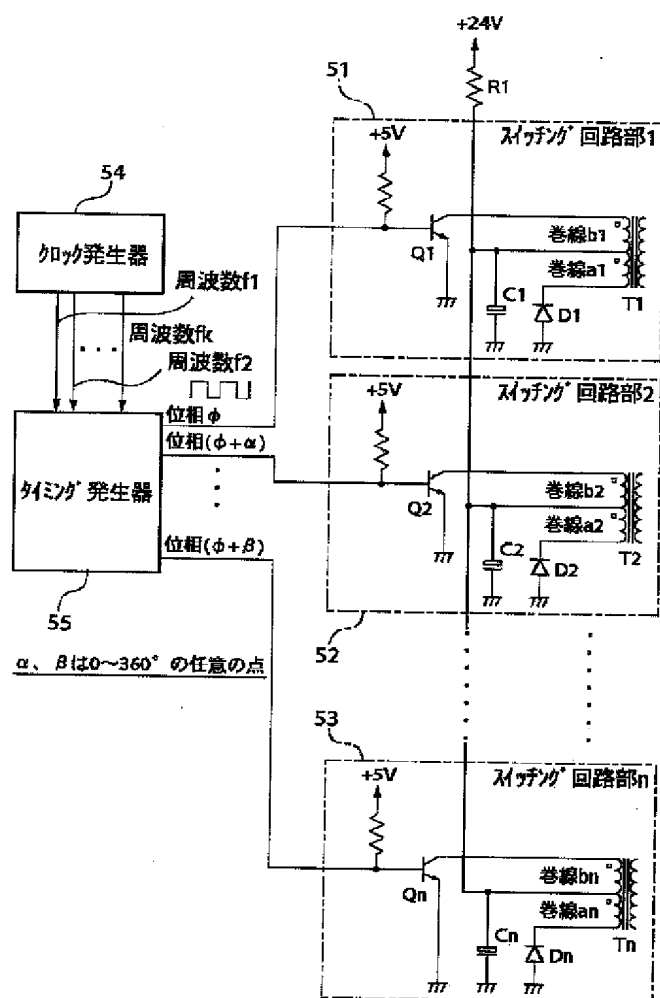 +24V
R1
51
+5V
スイッチング回路部1
54
クロック発生器
Q1
巻線b1
巻線a1
C1
D1
T1
周波数f1
周波数fk
周波数f2
スイッチング回路部2
+5V
位相φ
位相(φ+α)
タイミング発生器
Q2
巻線b2
巻線a2
C2
D2
T2
位相(φ+β)
55
52
α、βは0〜360°の任意の点
53
+5V
スイッチング回路部n
Qn
巻線bn
巻線an
Cn
Dn
Tn